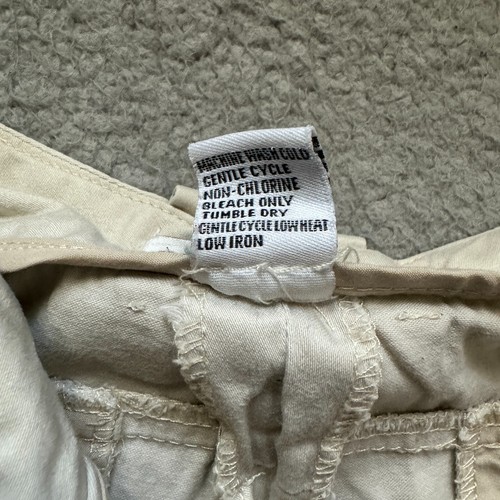 MACHINE WASH COLD
GENTLE CYCLE
NON-CHLORINE
BLEACH ONLY
TUMBLE DRY
GENTLE CYCLE LOW HEAT
LOW IRON